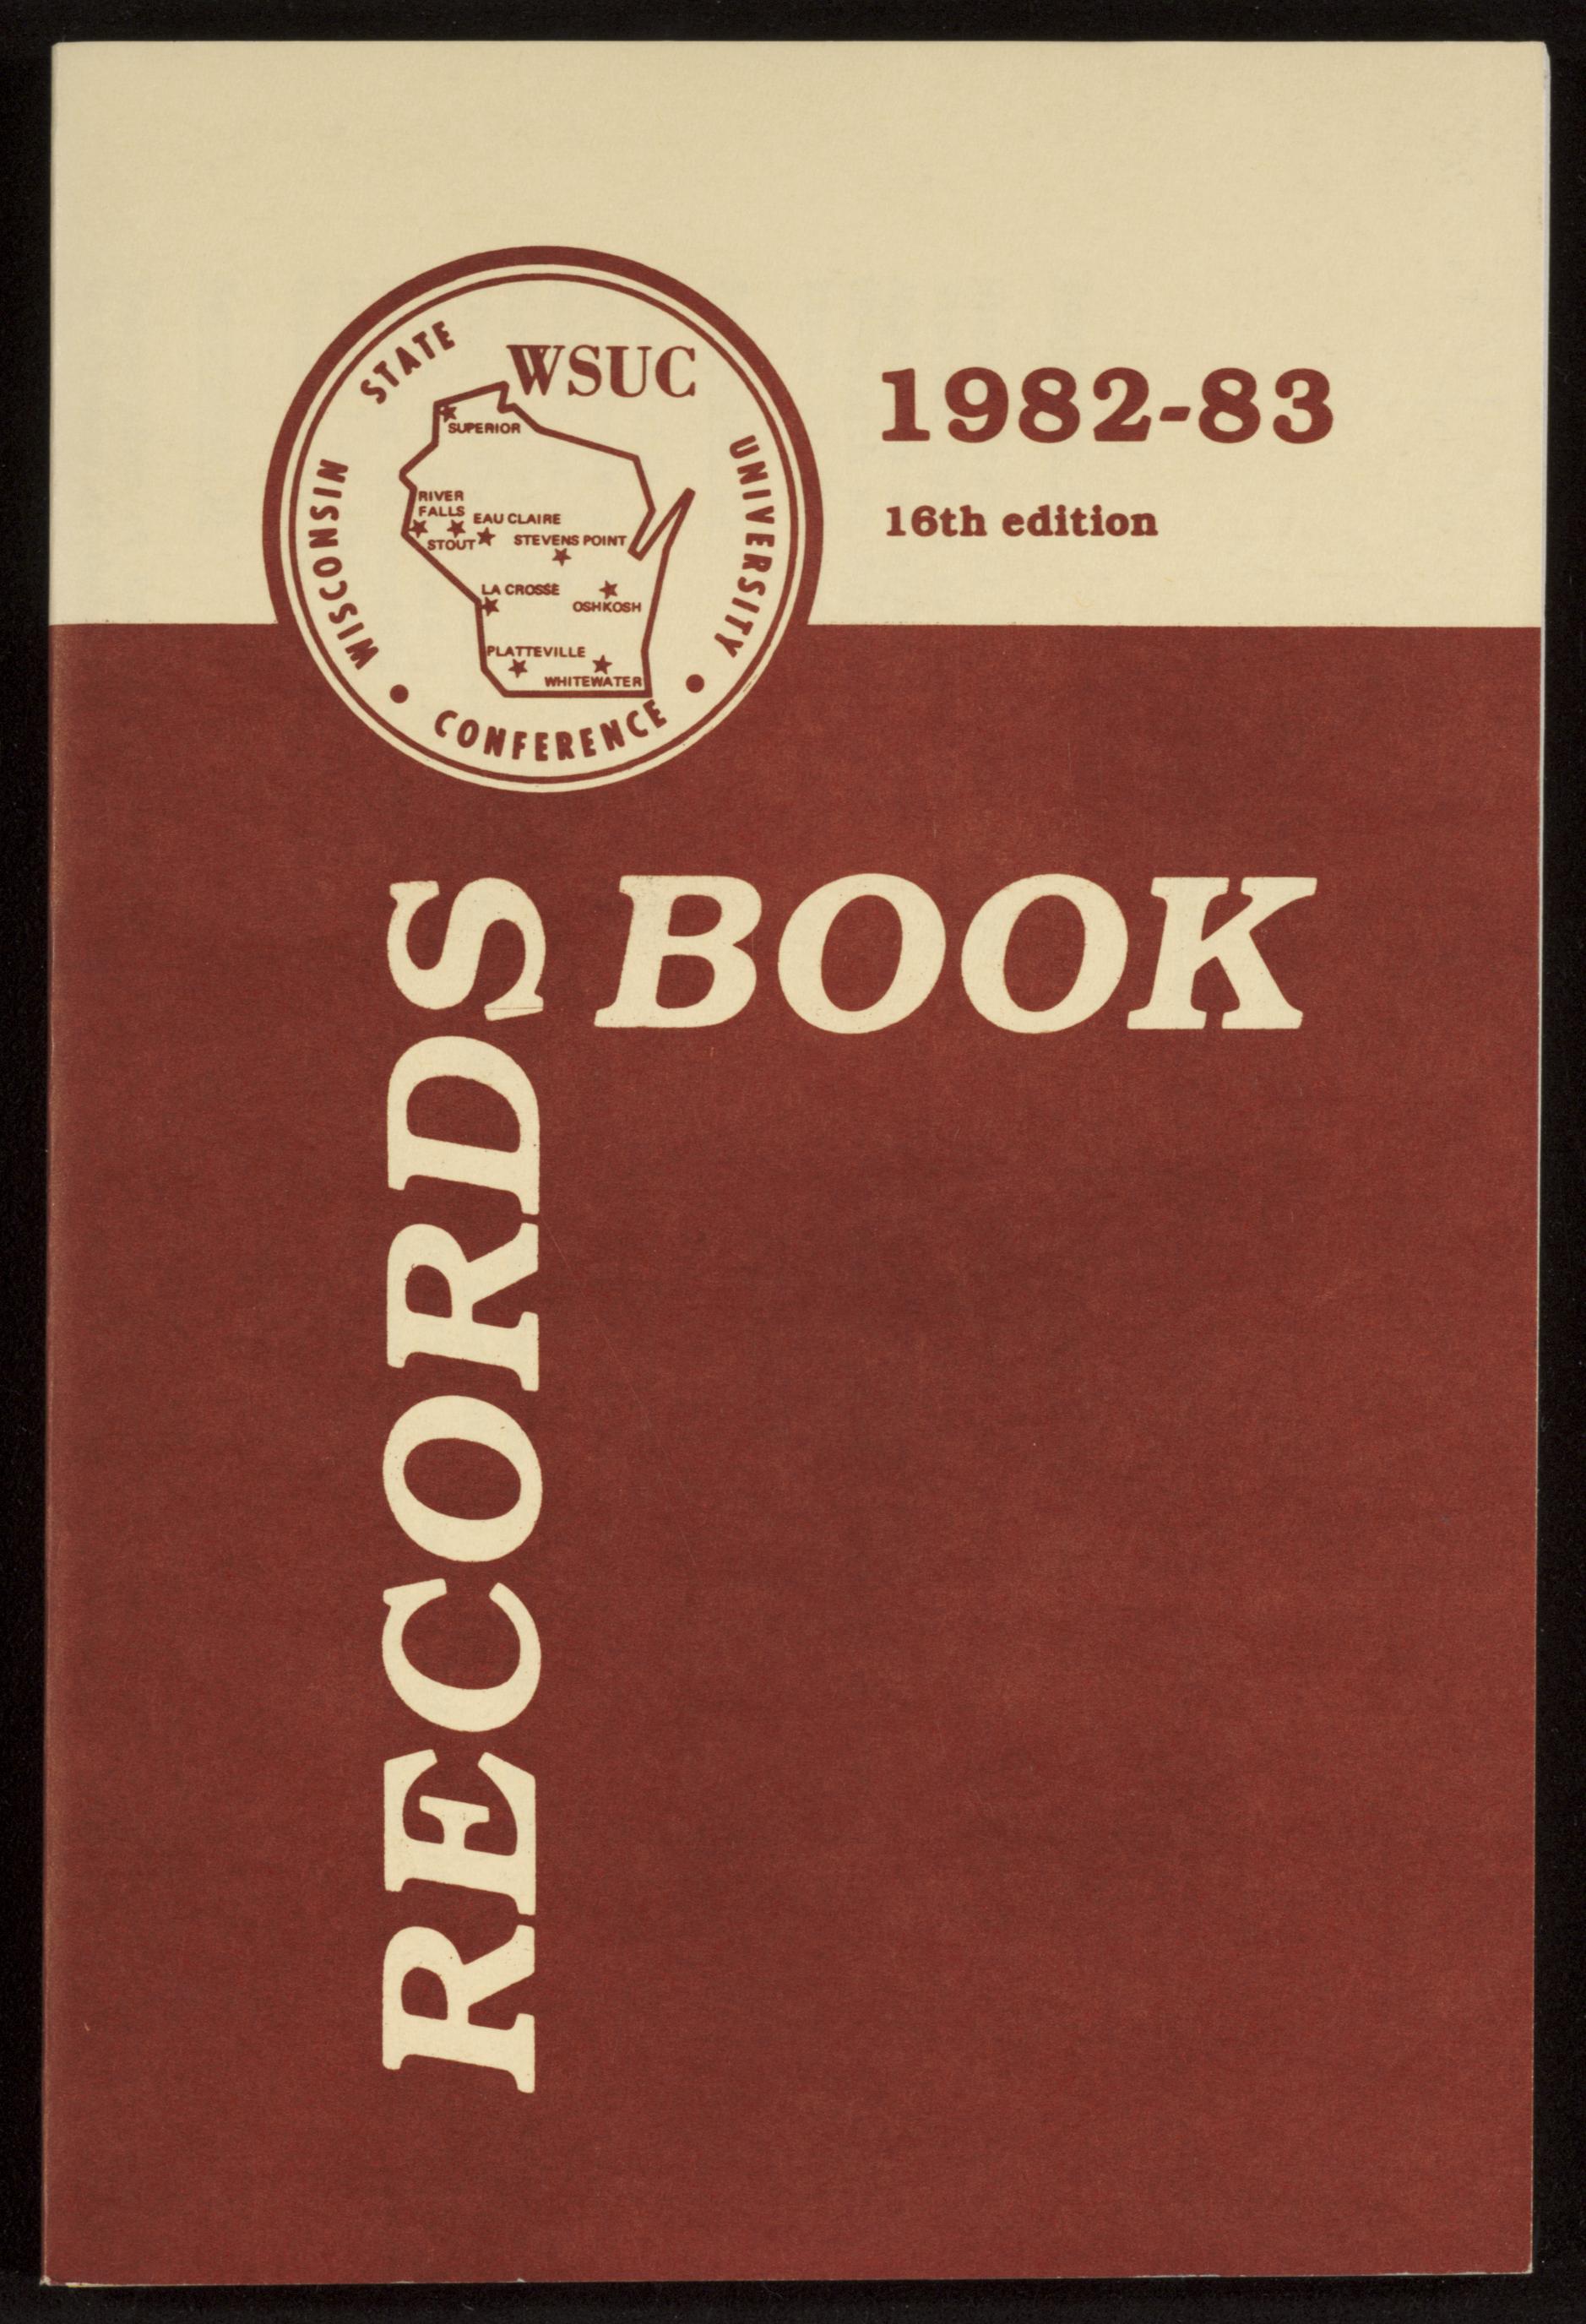 WISCONSIN STATE UNIVERSITY
• CONFERENCE •
WSUC
SUPERIOR
RIVER
FALLS
EAU CLAIRE
STOUT
STEVENS POINT
LA CROSSE
OSHKOSH
PLATTEVILLE
WHITEWATER
1982-83
16th edition
RECORDS
BOOK